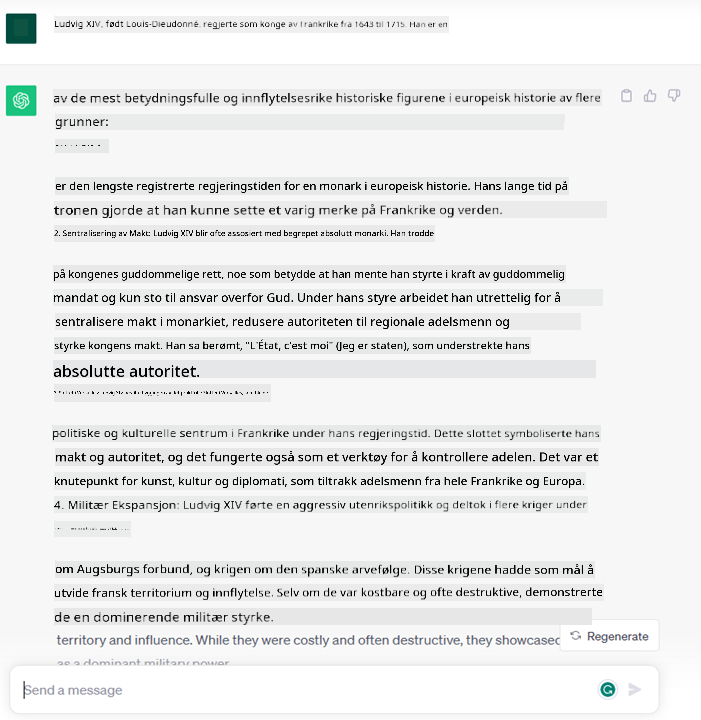 Ludvig XIV, født Louis-Dieudonné, regjerte som konge av Frankrike fra 1643 til 1715. Han er en
av de mest betydningsfulle og innflytelsesrike historiske figurene i europeisk historie av flere
grunner:
er den lengste registrerte regjeringstiden for en monark i europeisk historie. Hans lange tid på
tronen gjorde at han kunne sette et varig merke på Frankrike og verden.
2. Sentralisering av Makt: Ludvig XIV blir ofte assosiert med begrepet absolutt monarki. Han trodde
på kongenes guddommelige rett, noe som betydde at han mente han styrte i kraft av guddommelig
mandat og kun sto til ansvar overfor Gud. Under hans styre arbeidet han utrettelig for å
sentralisere makt i monarkiet, redusere autoriteten til regionale adelsmenn og
styrke kongens makt. Han sa berømt, "L'État, c'est moi" (Jeg er staten), som understrekte hans
absolutte autoritet.
politiske og kulturelle sentrum i Frankrike under hans regjeringstid. Dette slottet symboliserte hans
makt og autoritet, og det fungerte også som et verktøy for å kontrollere adelen. Det var et
knutepunkt for kunst, kultur og diplomati, som tiltrakk adelsmenn fra hele Frankrike og Europa.
4. Militær Ekspansjon: Ludvig XIV førte en aggressiv utenrikspolitikk og deltok i flere kriger under
om Augsburgs forbund, og krigen om den spanske arvefølge. Disse krigene hadde som mål å
utvide fransk territorium og innflytelse. Selv om de var kostbare og ofte destruktive, demonstrerte
de en dominerende militær styrke.
territory and influence. While they were costly and often destructive, they showcased
Regenerate
as a dominant military power.
Send a message